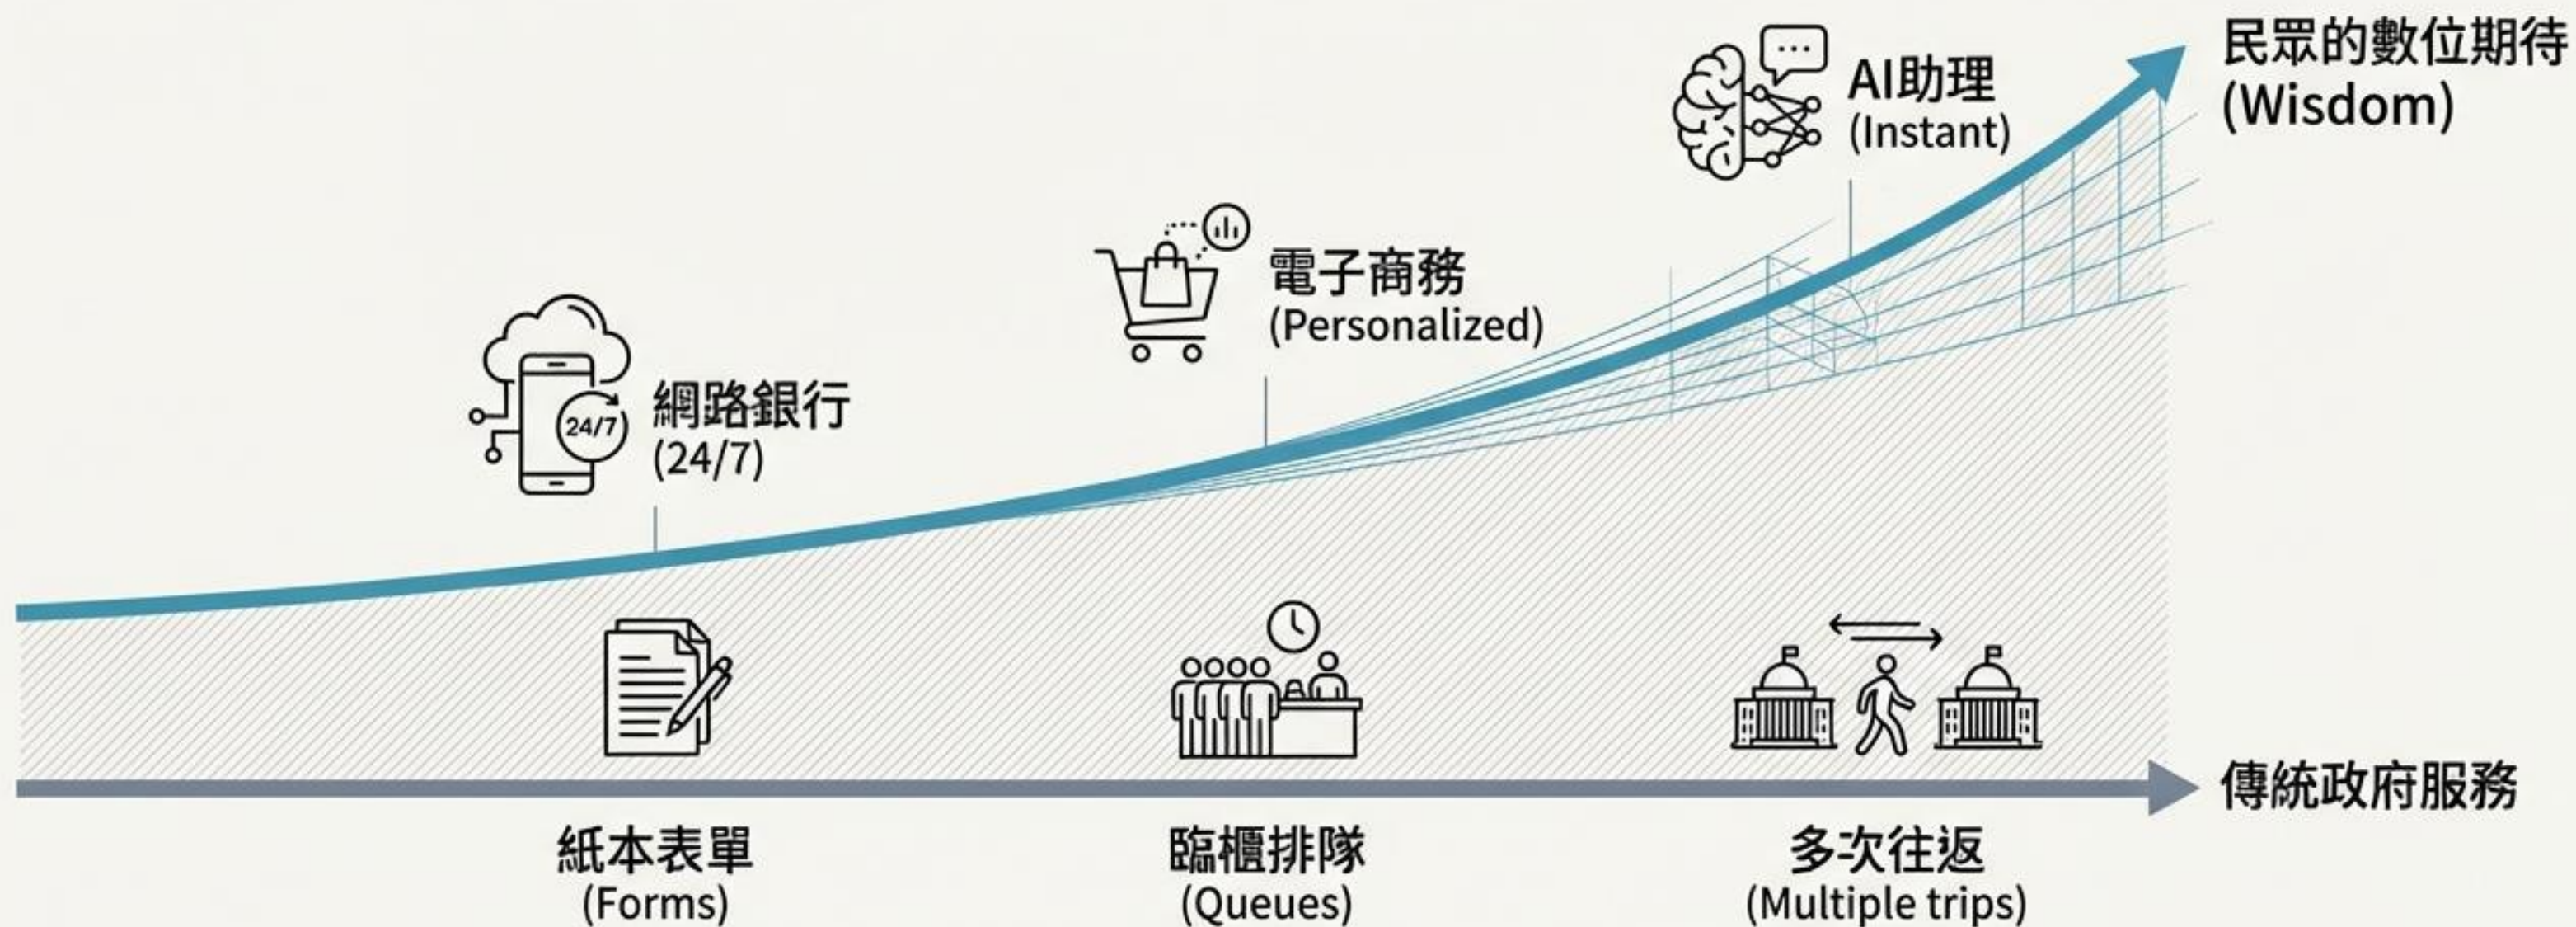 民眾的數位期待
(Wisdom)
AI助理
(Instant)
電子商務
(Personalized)
網路銀行
(24/7)
24/7
傳統政府服務
紙本表單
(Forms)
臨櫃排隊
(Queues)
多次往返
(Multiple trips)